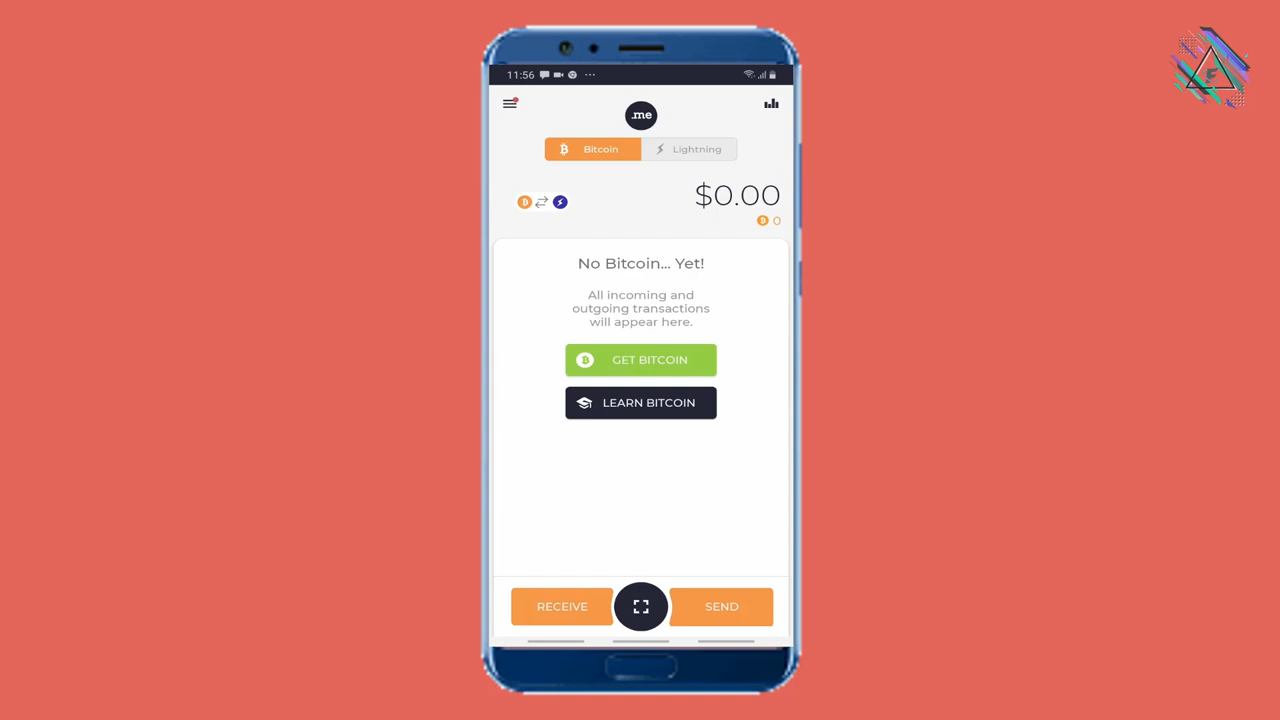 11:56
.me
Bitcoin
Lightning
$0.00
0
No Bitcoin... Yet!
All incoming and
outgoing transactions
will appear here.
GET BITCOIN
LEARN BITCOIN
RECEIVE
SEND